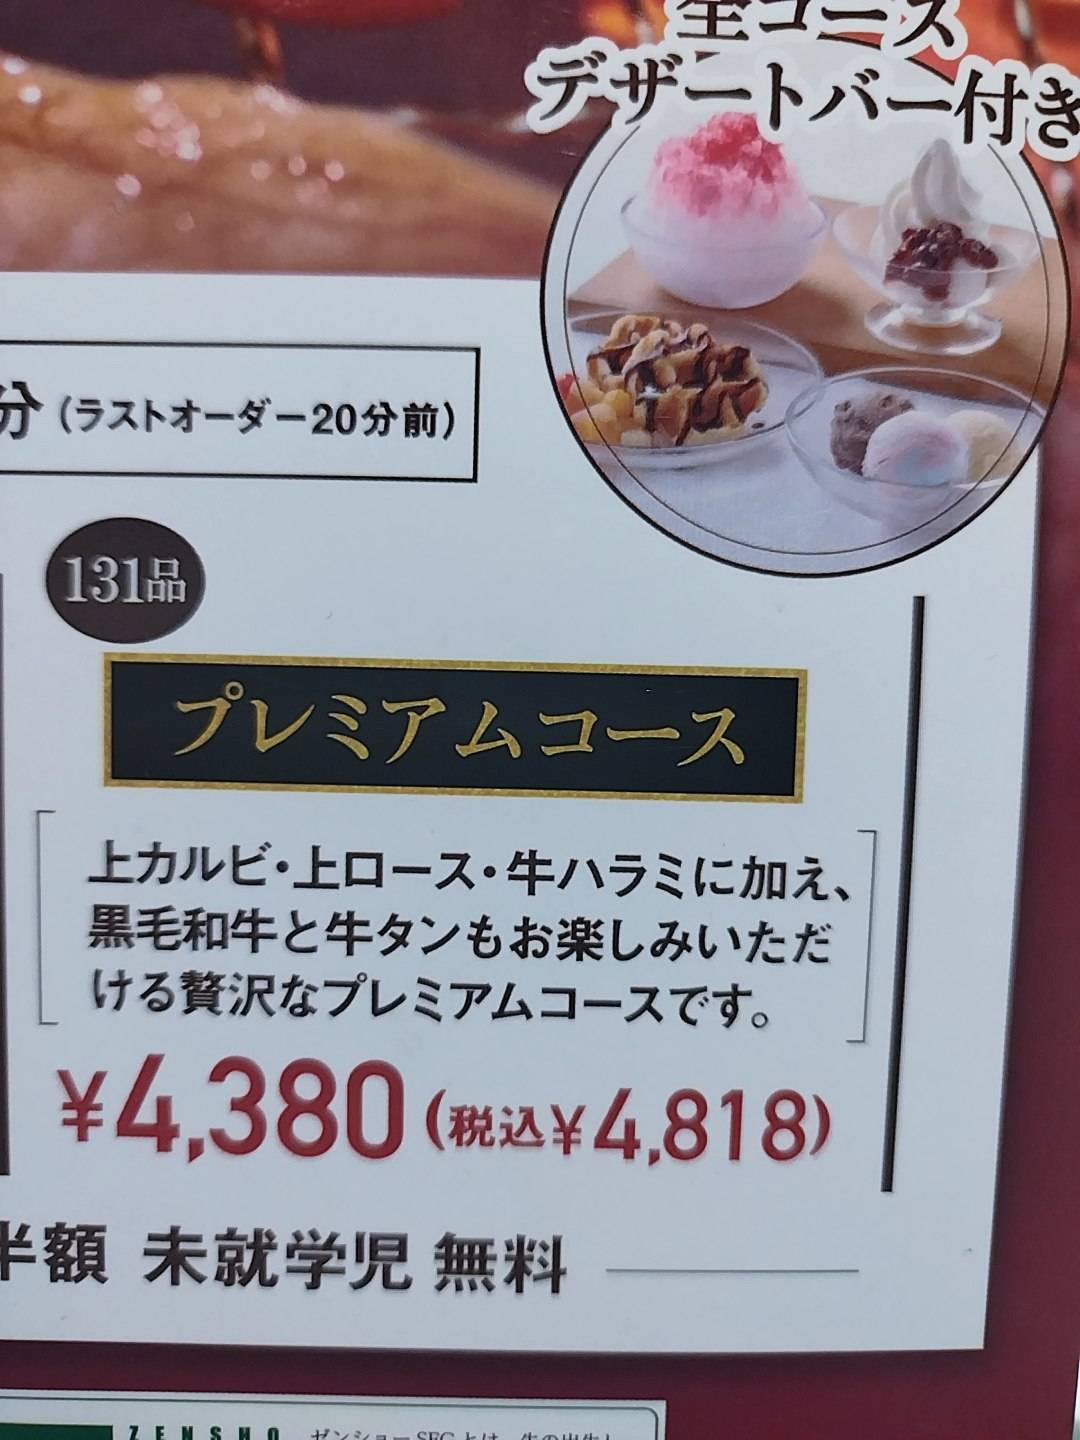 全コース
デザートバー付き
分（ラストオーダー20分前）
131品
プレミアムコース
上カルビ・上ロース・牛ハラミに加え、
黒毛和牛と牛タンもお楽しみいただ
ける贅沢なプレミアムコースです。
¥4,380（税込¥4,818）
半額 未就学児 無料
ZENSHO ゼンショーSFCとは、牛の出生